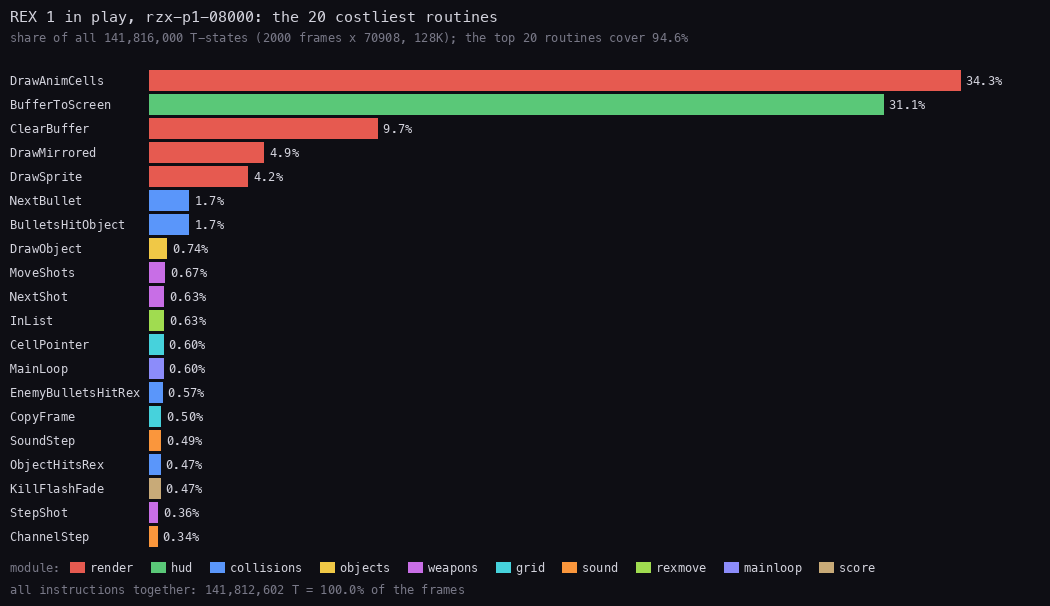 REX 1 in play, rzx-p1-08000: the 20 costliest routines
share of all 141,816,000 T-states (2000 frames x 70908, 128K); the top 20 routines cover 94.6%
DrawAnimCells 34.3%
BufferToScreen 31.1%
ClearBuffer 9.7%
DrawMirrored 4.9%
DrawSprite 4.2%
NextBullet 1.7%
BulletsHitObject 1.7%
DrawObject 0.74%
MoveShots 0.67%
NextShot 0.63%
InList 0.63%
CellPointer 0.60%
MainLoop 0.60%
EnemyBulletsHitRex 0.57%
CopyFrame 0.50%
SoundStep 0.49%
ObjectHitsRex 0.47%
KillFlashFade 0.47%
StepShot 0.36%
ChannelStep 0.34%
module: render hud collisions objects weapons grid sound rexmove mainloop score
all instructions together: 141,812,602 T = 100.0% of the frames